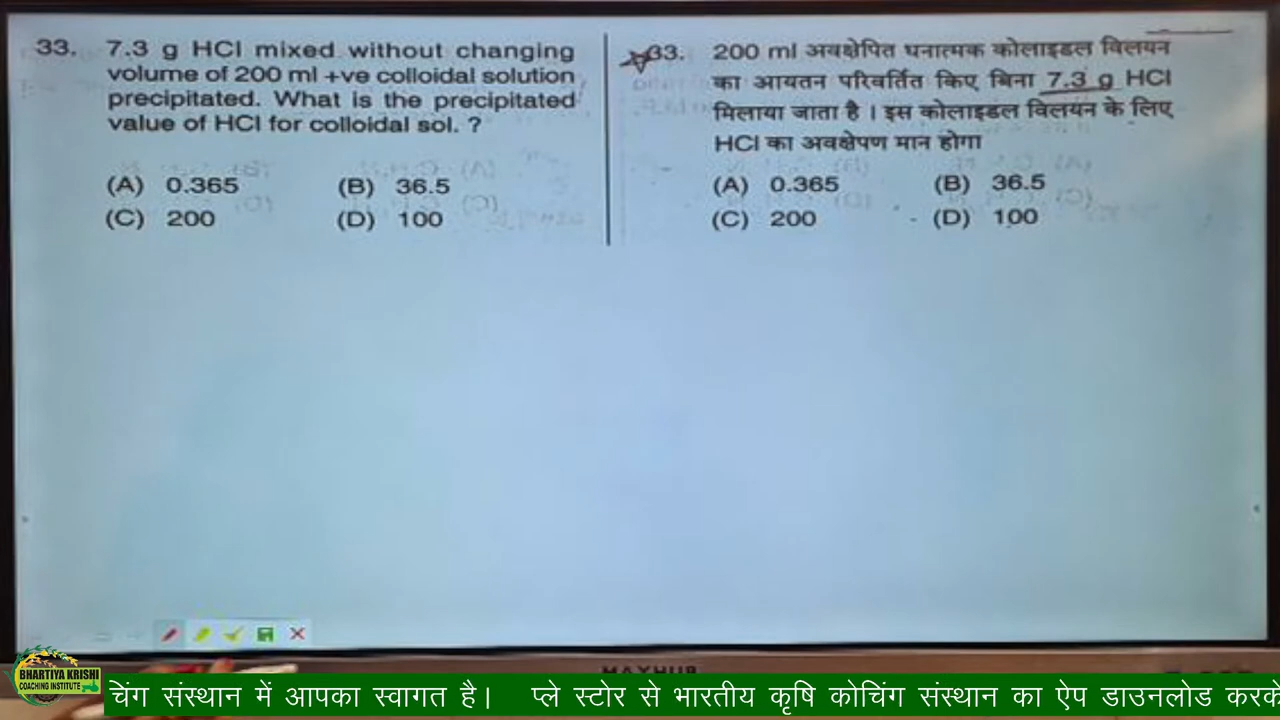 33. 7.3 g HCl mixed without changing
volume of 200 ml +ve colloidal solution
precipitated. What is the precipitated
value of HCl for colloidal sol. ?
(A) 0.365 (B) 36.5
(C) 200 (D) 100
33. 200 ml अवक्षेपित धनात्मक कोलाइडल विलयन
का आयतन परिवर्तित किए बिना 7.3 g HCl
मिलाया जाता है । इस कोलाइडल विलयन के लिए
HCl का अवक्षेपण मान होगा
(A) 0.365 (B) 36.5
(C) 200 (D) 100
MAXHUB
BHARTIYA KRISHI
COACHING INSTITUTE
चिंग संस्थान में आपका स्वागत है। प्ले स्टोर से भारतीय कृषि कोचिंग संस्थान का ऐप डाउनलोड करके